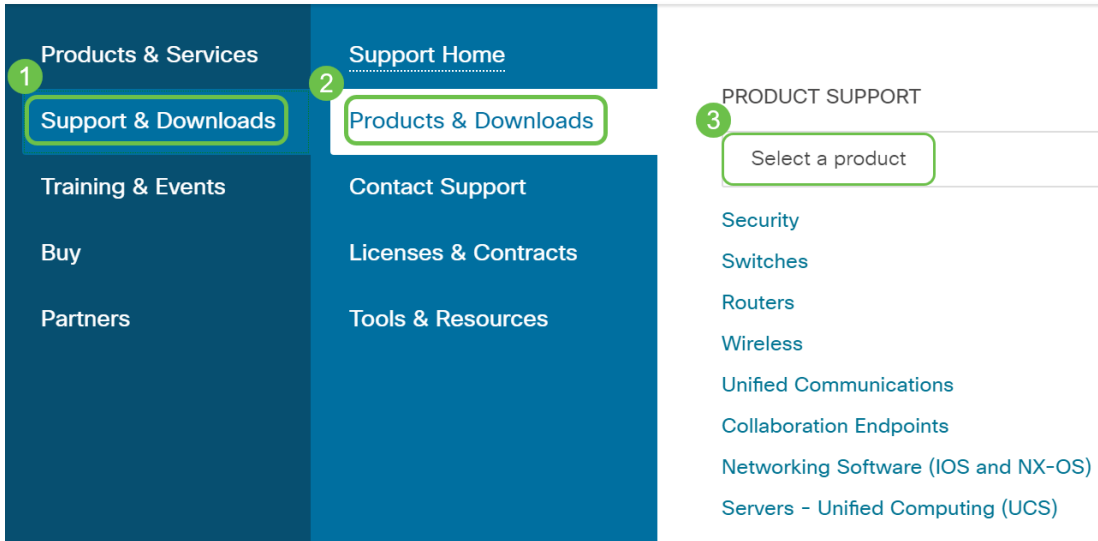 Products & Services
1
Support & Downloads
Training & Events
Buy
Partners
Support Home
2
Products & Downloads
Contact Support
Licenses & Contracts
Tools & Resources
PRODUCT SUPPORT
3
Select a product
Security
Switches
Routers
Wireless
Unified Communications
Collaboration Endpoints
Networking Software (IOS and NX-OS)
Servers - Unified Computing (UCS)